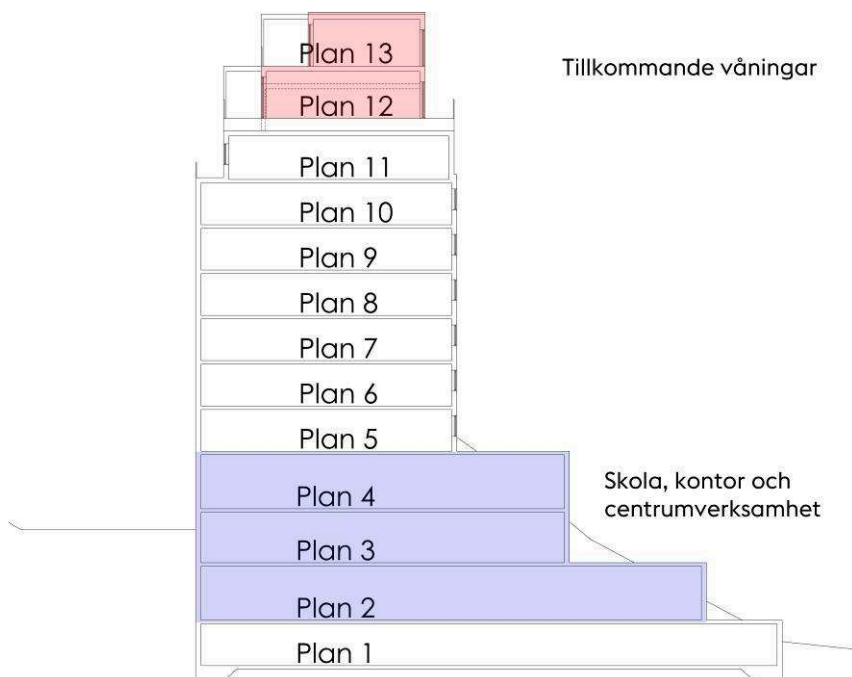 Plan 13
Tillkommande våningar
Plan 12
Plan 11
Plan 10
Plan 9
Plan 8
Plan 7
Plan 6
Plan 5
Plan 4
Skola, kontor och
centrumverksamhet
Plan 3
Plan 2
Plan 1